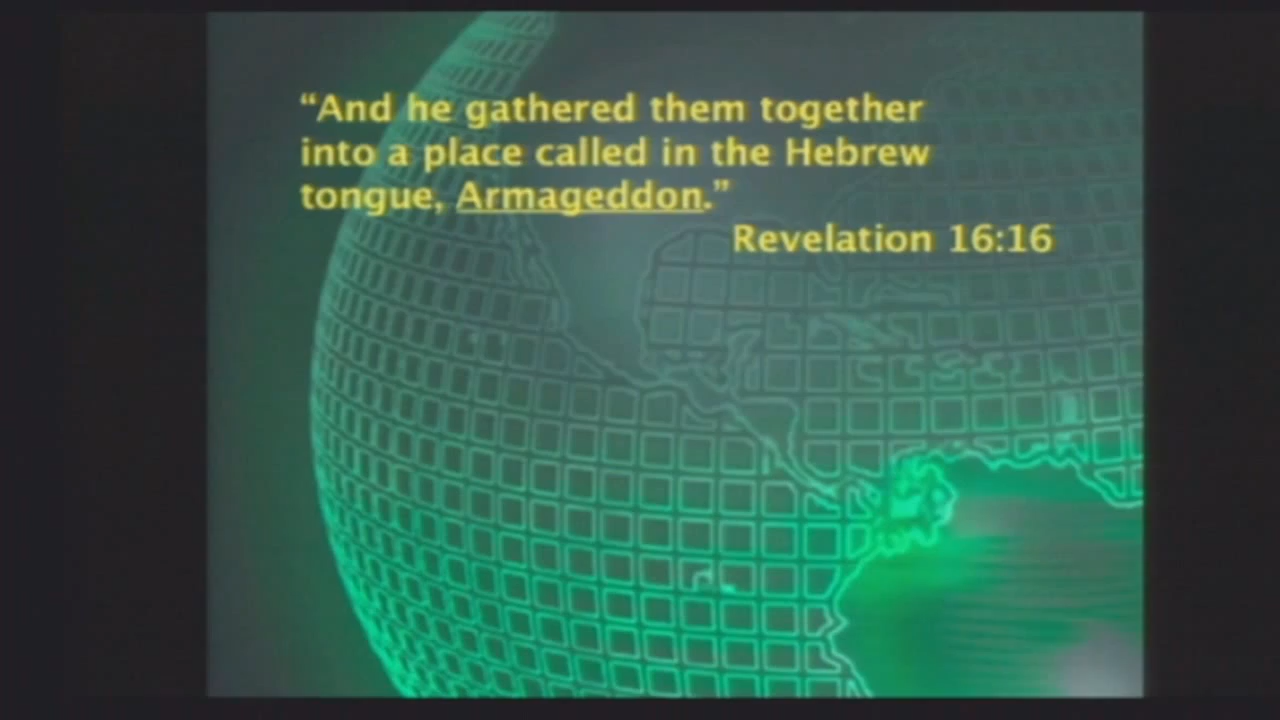 “And he gathered them together
into a place called in the Hebrew
tongue, Armageddon.”
Revelation 16:16